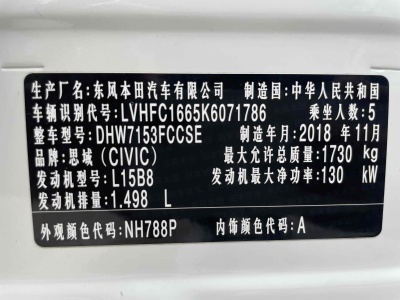 生产厂名:东风本田汽车有限公司 制造国:中华人民共和国
车辆识别代号:LVHFC1665K6071786 乘坐人数:5
整车型号:DHW7153FCCSE 制造年月:2018 年 11月
品牌:思域(CIVIC) 最大允许总质量:1730 kg
发动机型号:L15B8 发动机最大净功率:130 kW
发动机排量:1.498 L
外观颜色代码:NH788P 内饰颜色代码:A